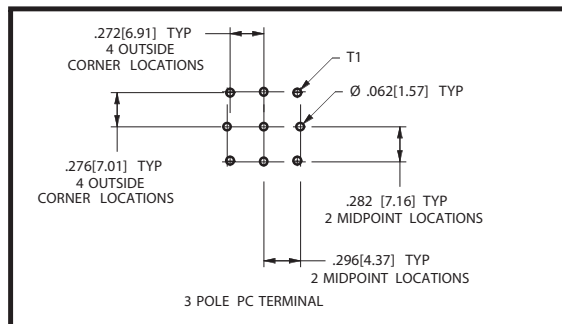 .272[6.91] TYP
4 OUTSIDE
CORNER LOCATIONS
T1
Ø .062[1.57] TYP
.276[7.01] TYP
4 OUTSIDE
CORNER LOCATIONS
.282 [7.16] TYP
2 MIDPOINT LOCATIONS
.296[4.37] TYP
2 MIDPOINT LOCATIONS
3 POLE PC TERMINAL